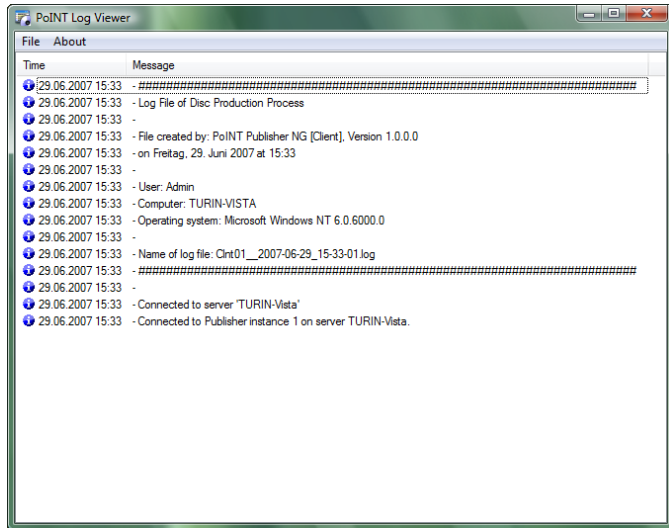 PoINT Log Viewer
File About
Time Message
29.06.2007 15:33 - ########################################################################
29.06.2007 15:33 - Log File of Disc Production Process
29.06.2007 15:33 -
29.06.2007 15:33 - File created by: PoINT Publisher NG [Client], Version 1.0.0.0
29.06.2007 15:33 - on Freitag, 29. Juni 2007 at 15:33
29.06.2007 15:33 -
29.06.2007 15:33 - User: Admin
29.06.2007 15:33 - Computer: TURIN-VISTA
29.06.2007 15:33 - Operating system: Microsoft Windows NT 6.0.6000.0
29.06.2007 15:33 -
29.06.2007 15:33 - Name of log file: Clnt01__2007-06-29_15-33-01.log
29.06.2007 15:33 - ########################################################################
29.06.2007 15:33 -
29.06.2007 15:33 - Connected to server 'TURIN-Vista'
29.06.2007 15:33 - Connected to Publisher instance 1 on server TURIN-Vista.